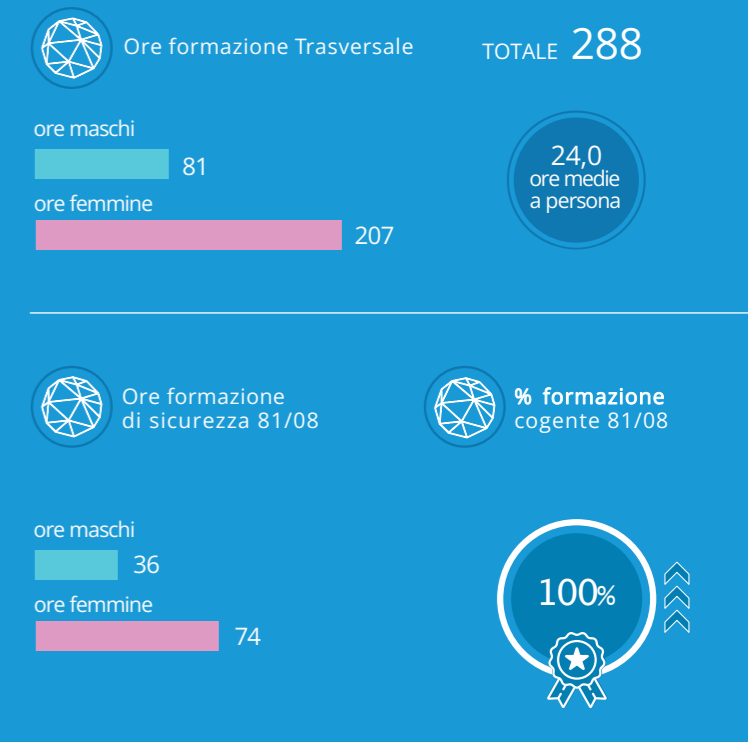 Ore formazione Trasversale
TOTALE 288
ore maschi
81
ore femmine
207
24,0
ore medie
a persona
Ore formazione
di sicurezza 81/08
% formazione
cogente 81/08
ore maschi
36
ore femmine
74
100%